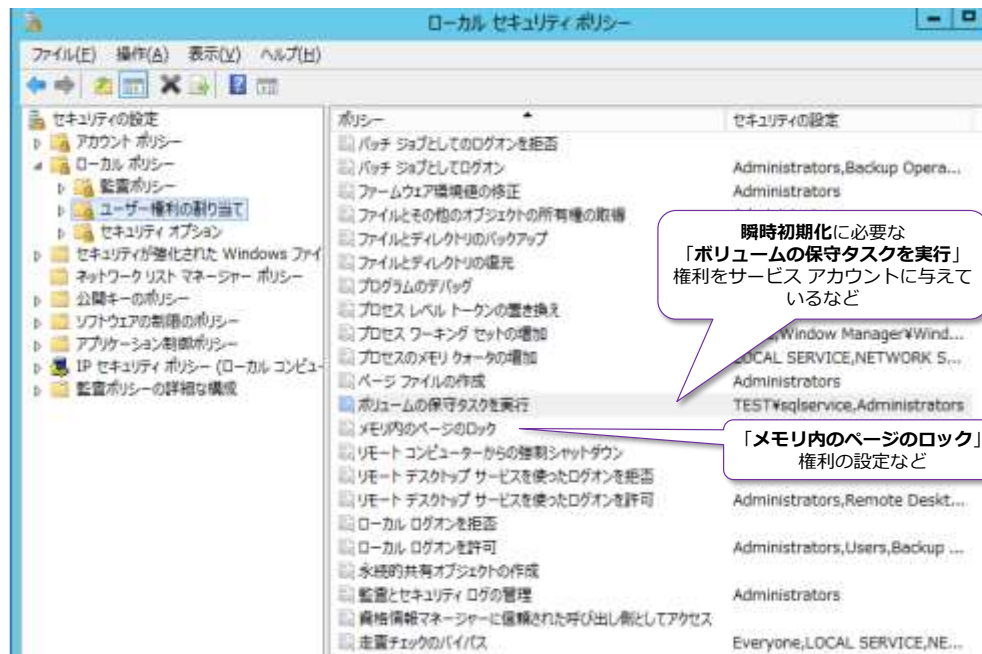 ローカル セキュリティ ポリシー
ファイル(F) 操作(A) 表示(V) ヘルプ(H)
セキュリティの設定
アカウント ポリシー
ローカル ポリシー
監査ポリシー
ユーザー権利の割り当て
セキュリティ オプション
セキュリティが強化された Windows ファイ
ネットワーク リスト マネージャー ポリシー
公開キーのポリシー
ソフトウェアの制限のポリシー
アプリケーション制御ポリシー
IP セキュリティ ポリシー (ローカル コンピュー
監査ポリシーの詳細な構成
ポリシー セキュリティの設定
バッチ ジョブとしてのログオンを拒否
バッチ ジョブとしてログオン Administrators,Backup Opera...
ファームウェア環境値の修正 Administrators
ファイルとその他のオブジェクトの所有権の取得
ファイルとディレクトリのバックアップ
ファイルとディレクトリの復元
プログラムのデバッグ
プロセス レベル トークンの置き換え
プロセス ワーキング セットの増加 Window Manager¥Wind...
プロセスのメモリ クォータの増加 LOCAL SERVICE,NETWORK S...
ページ ファイルの作成 Administrators
ボリュームの保守タスクを実行 TEST¥sqlservice,Administrators
メモリ内のページのロック
リモート コンピューターからの強制シャットダウン
リモート デスクトップ サービスを使ったログオンを拒否
リモート デスクトップ サービスを使ったログオンを許可 Administrators,Remote Deskt...
ローカル ログオンを拒否
ローカル ログオンを許可 Administrators,Users,Backup ...
永続的共有オブジェクトの作成
監査とセキュリティ ログの管理 Administrators
資格情報マネージャーに信頼された呼び出し側としてアクセス
走査チェックのバイパス Everyone,LOCAL SERVICE,NE...
瞬時初期化に必要な
「ボリュームの保守タスクを実行」
権利をサービス アカウントに与えて
いるなど
「メモリ内のページのロック」
権利の設定など